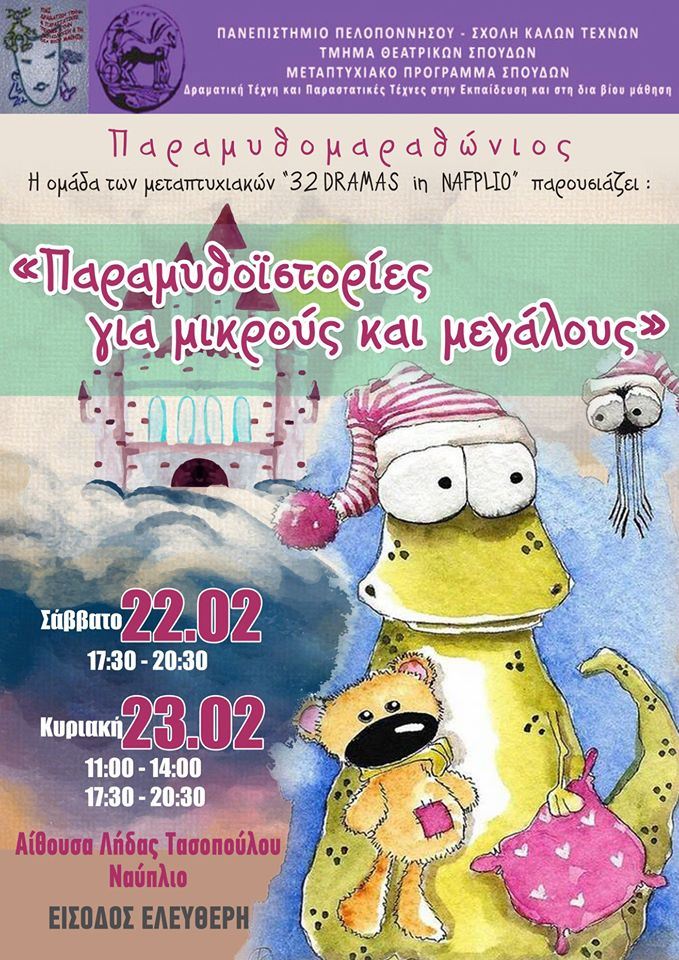 ΠΑΝΕΠΙΣΤΗΜΙΟ ΠΕΛΟΠΟΝΝΗΣΟΥ - ΣΧΟΛΗ ΚΑΛΩΝ ΤΕΧΝΩΝ
ΤΜΗΜΑ ΘΕΑΤΡΙΚΩΝ ΣΠΟΥΔΩΝ
ΜΕΤΑΠΤΥΧΙΑΚΟ ΠΡΟΓΡΑΜΜΑ ΣΠΟΥΔΩΝ
Δραματική Τέχνη και Παραστατικές Τέχνες στην Εκπαίδευση και στη δια βίου μάθηση
Παραμυθομαραθώνιος
Η ομάδα των μεταπτυχιακών "32 DRAMAS in NAFPLIO" παρουσιάζει :
«Παραμυθοϊστορίες
για μικρούς και μεγάλους»
Σάββατο 22.02
17:30 - 20:30
Κυριακή 23.02
11:00 - 14:00
17:30 - 20:30
Αίθουσα Λήδας Τασοπούλου
Ναύπλιο
ΕΙΣΟΔΟΣ ΕΛΕΥΘΕΡΗ